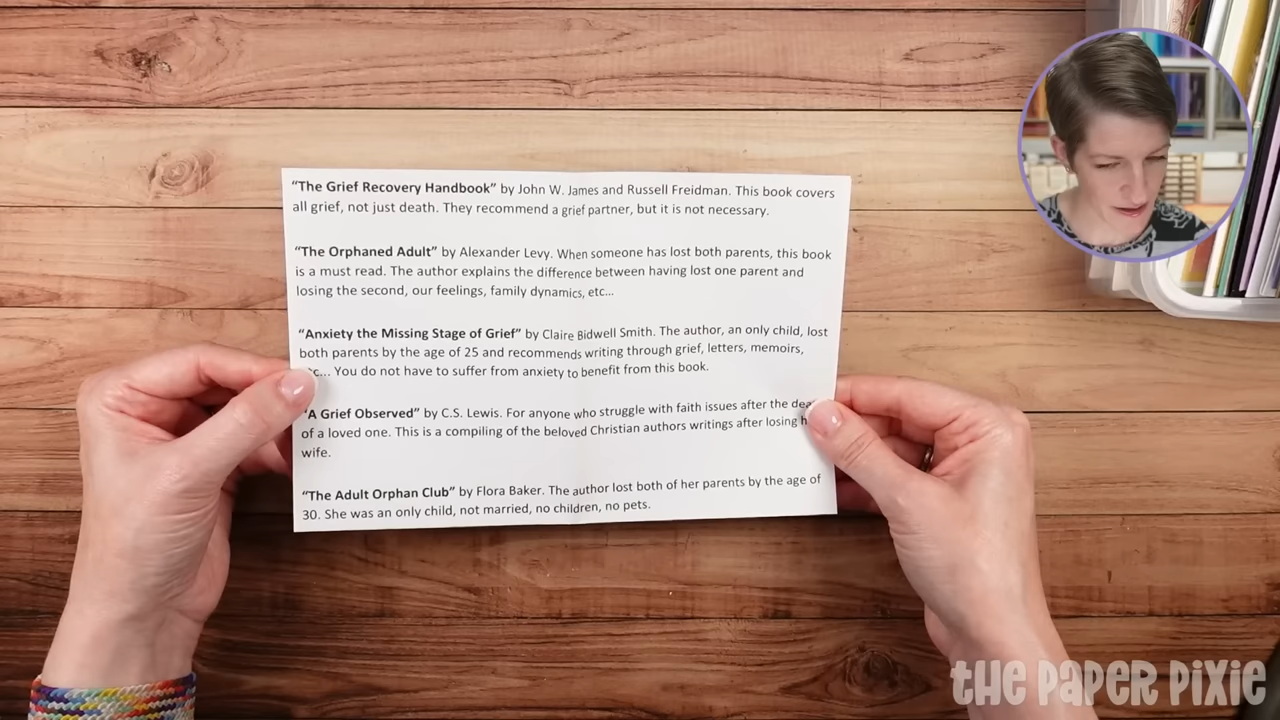 “The Grief Recovery Handbook” by John W. James and Russell Freidman. This book covers
all grief, not just death. They recommend a grief partner, but it is not necessary.
“The Orphaned Adult” by Alexander Levy. When someone has lost both parents, this book
is a must read. The author explains the difference between having lost one parent and
losing the second, our feelings, family dynamics, etc...
“Anxiety the Missing Stage of Grief” by Claire Bidwell Smith. The author, an only child, lost
both parents by the age of 25 and recommends writing through grief, letters, memoirs,
You do not have to suffer from anxiety to benefit from this book.
“A Grief Observed” by C.S. Lewis. For anyone who struggle with faith issues after the
of a loved one. This is a compiling of the beloved Christian authors writings after losing
wife.
“The Adult Orphan Club” by Flora Baker. The author lost both of her parents by the age of
30. She was an only child, not married, no children, no pets.
the paper pixie